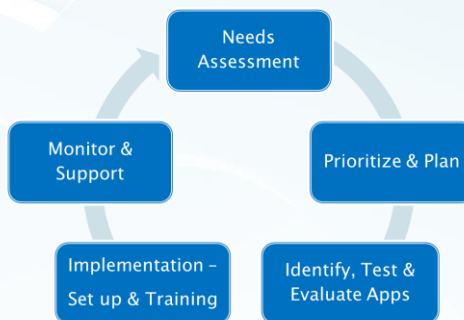 Needs
Assessment
Prioritize & Plan
Identify, Test &
Evaluate Apps
Implementation –
Set up & Training
Monitor &
Support